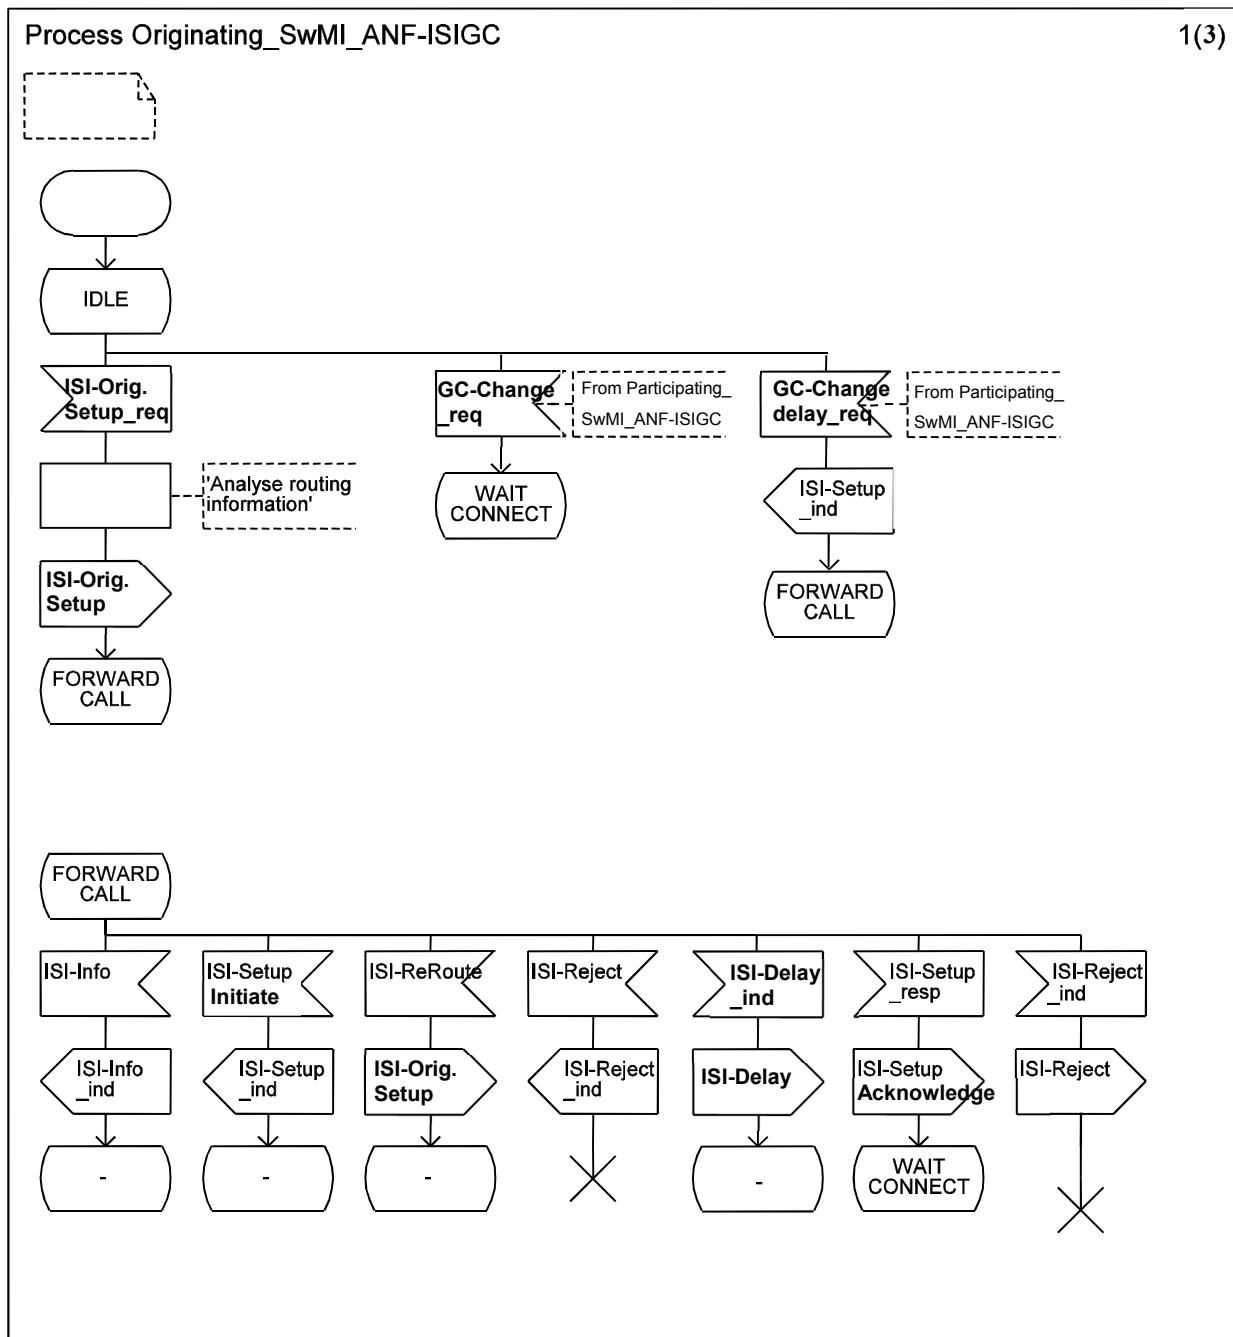 Process Originating_SwMI_ANF-ISIGC
1(3)
IDLE
ISI-Orig.
Setup_req
GC-Change
_req
From Participating_
SwMI_ANF-ISIGC
GC-Change
delay_req
From Participating_
SwMI_ANF-ISIGC
'Analyse routing
information'
WAIT
CONNECT
ISI-Setup
_ind
ISI-Orig.
Setup
FORWARD
CALL
FORWARD
CALL
FORWARD
CALL
ISI-Info
ISI-Setup
Initiate
ISI-ReRoute
ISI-Reject
ISI-Delay
_ind
ISI-Setup
_resp
ISI-Reject
_ind
ISI-Info
_ind
ISI-Setup
_ind
ISI-Orig.
Setup
ISI-Reject
_ind
ISI-Delay
ISI-Setup
Acknowledge
ISI-Reject
-
-
-
-
WAIT
CONNECT